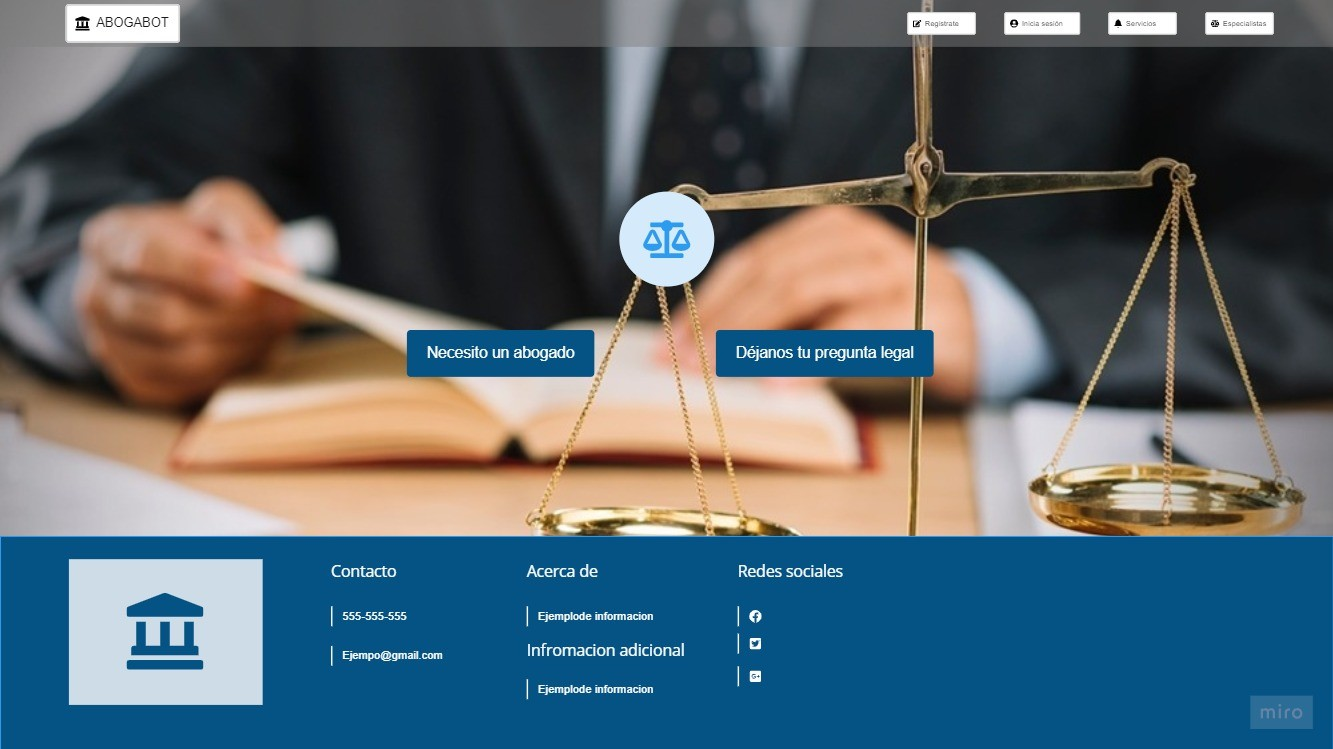 ABOGABOT
Registrate
Inicia sesión
Servicios
Especialistas
Necesito un abogado
Déjanos tu pregunta legal
Contacto
555-555-555
Ejempo@gmail.com
Acerca de
Ejemplode informacion
Infromacion adicional
Ejemplode informacion
Redes sociales
G+
miro